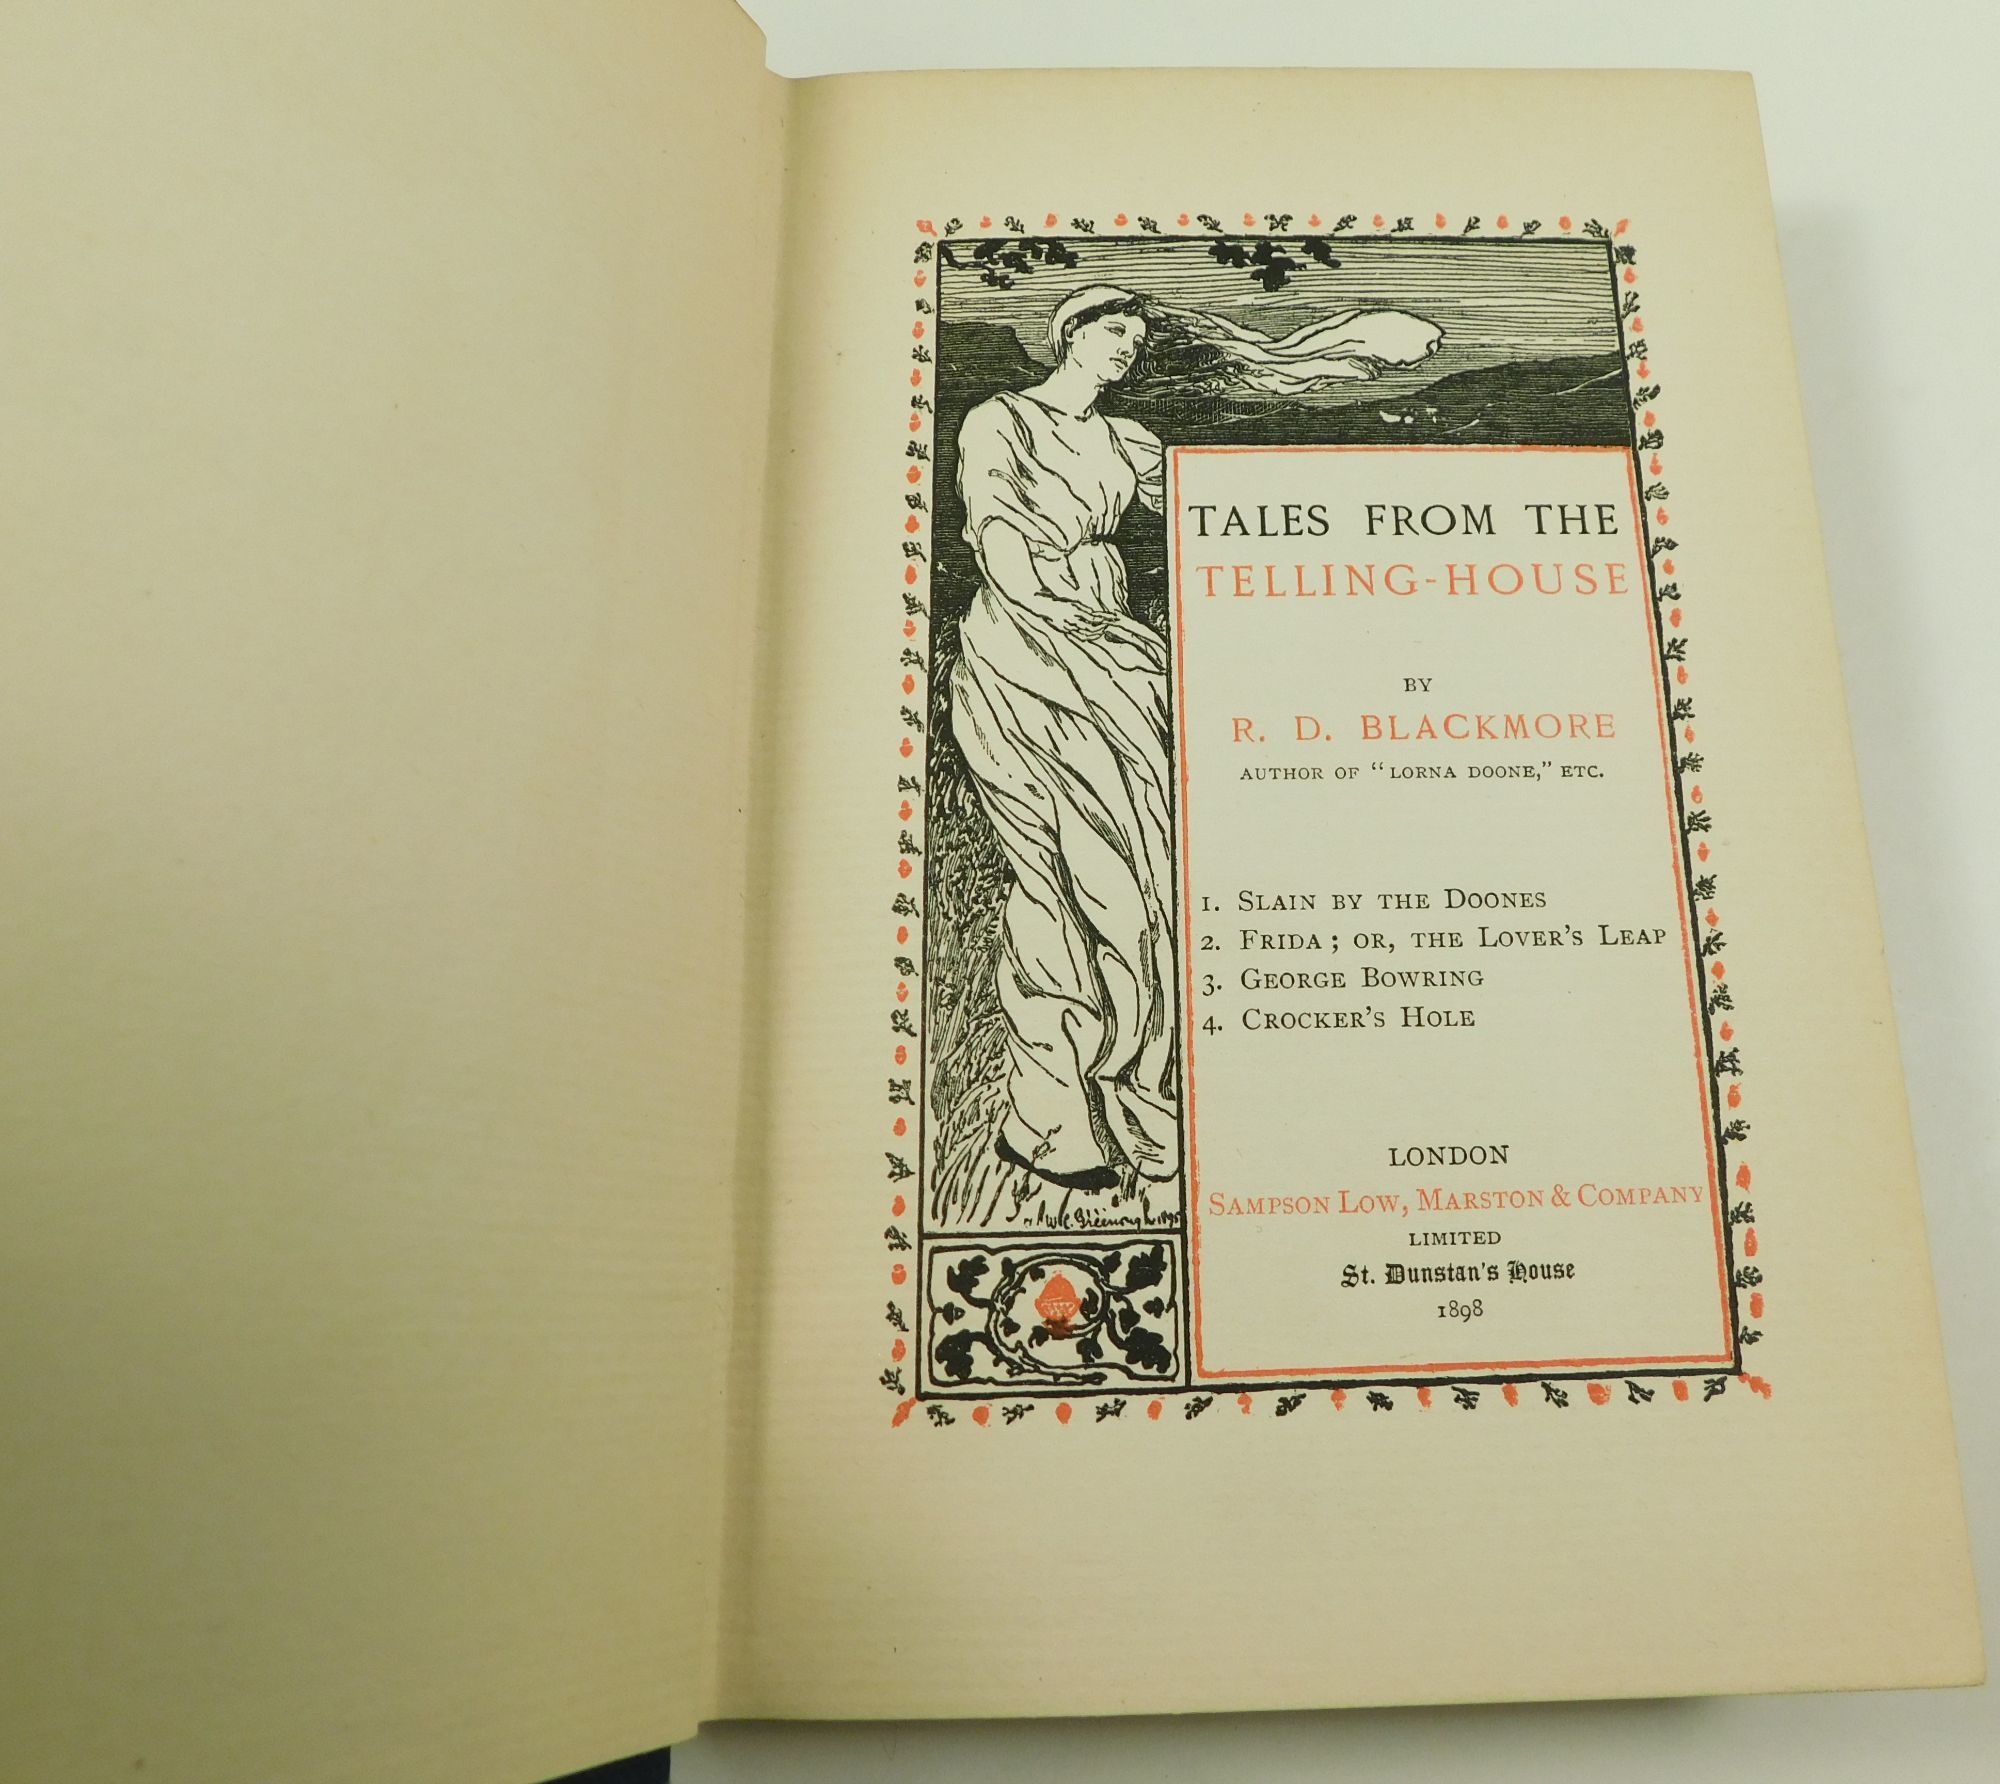 TALES FROM THE
TELLING-HOUSE
BY
R. D. BLACKMORE
AUTHOR OF “LORNA DOONE,” ETC.
1. SLAIN BY THE DOONES
2. FRIDA; OR, THE LOVER’S LEAP
3. GEORGE BOWRING
4. CROCKER’S HOLE
LONDON
SAMPSON LOW, MARSTON & COMPANY
LIMITED
St. Dunstan’s House
1898
W.C. Greenough 1895